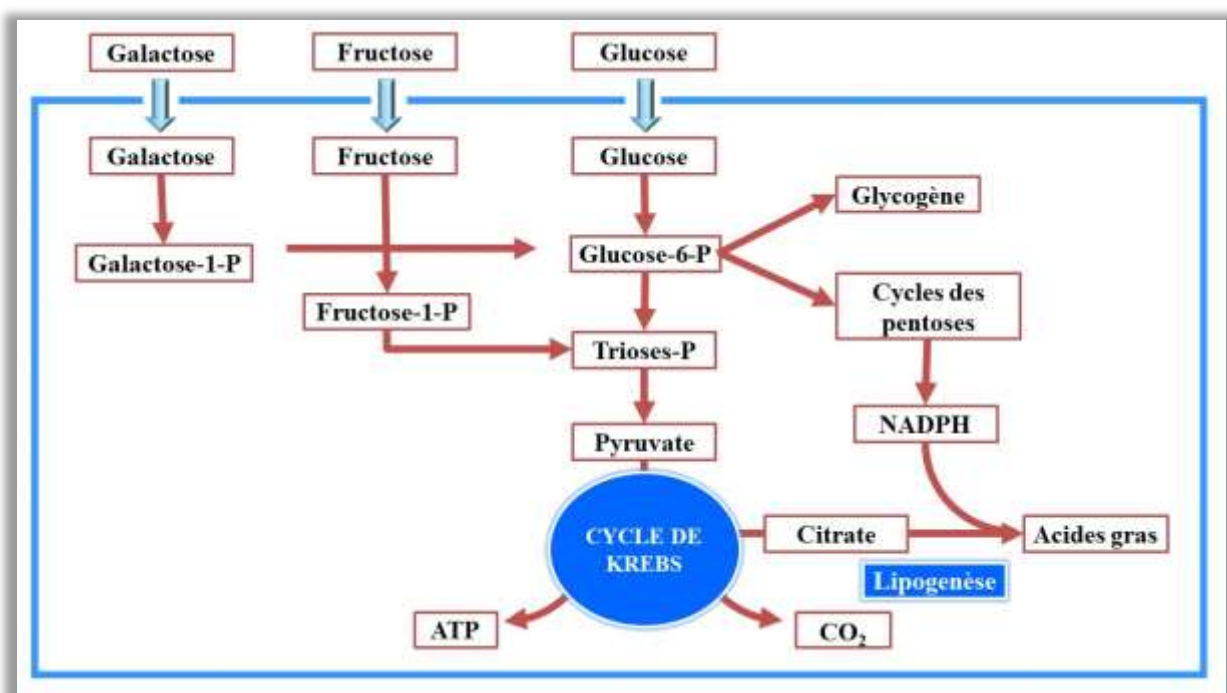 Galactose
Fructose
Glucose
Galactose
Fructose
Glucose
Glycogène
Galactose-1-P
Glucose-6-P
Fructose-1-P
Cycles des
pentoses
Trioses-P
NADPH
Pyruvate
CYCLE DE
KREBS
Citrate
Acides gras
Lipogenèse
ATP
CO₂